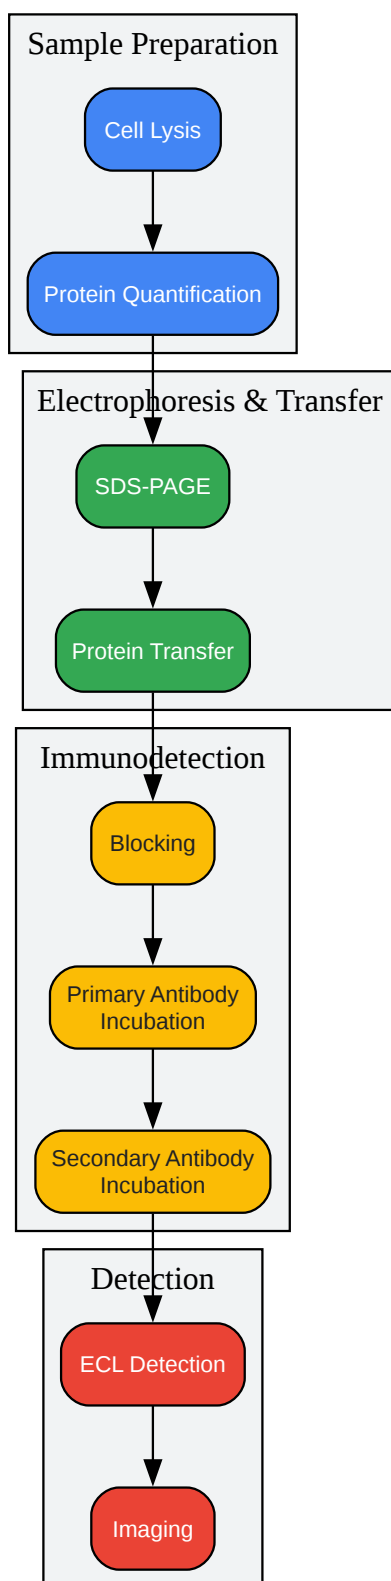 Sample Preparation
Cell Lysis
Protein Quantification
Electrophoresis & Transfer
SDS-PAGE
Protein Transfer
Immunodetection
Blocking
Primary Antibody
Incubation
Secondary Antibody
Incubation
Detection
ECL Detection
Imaging